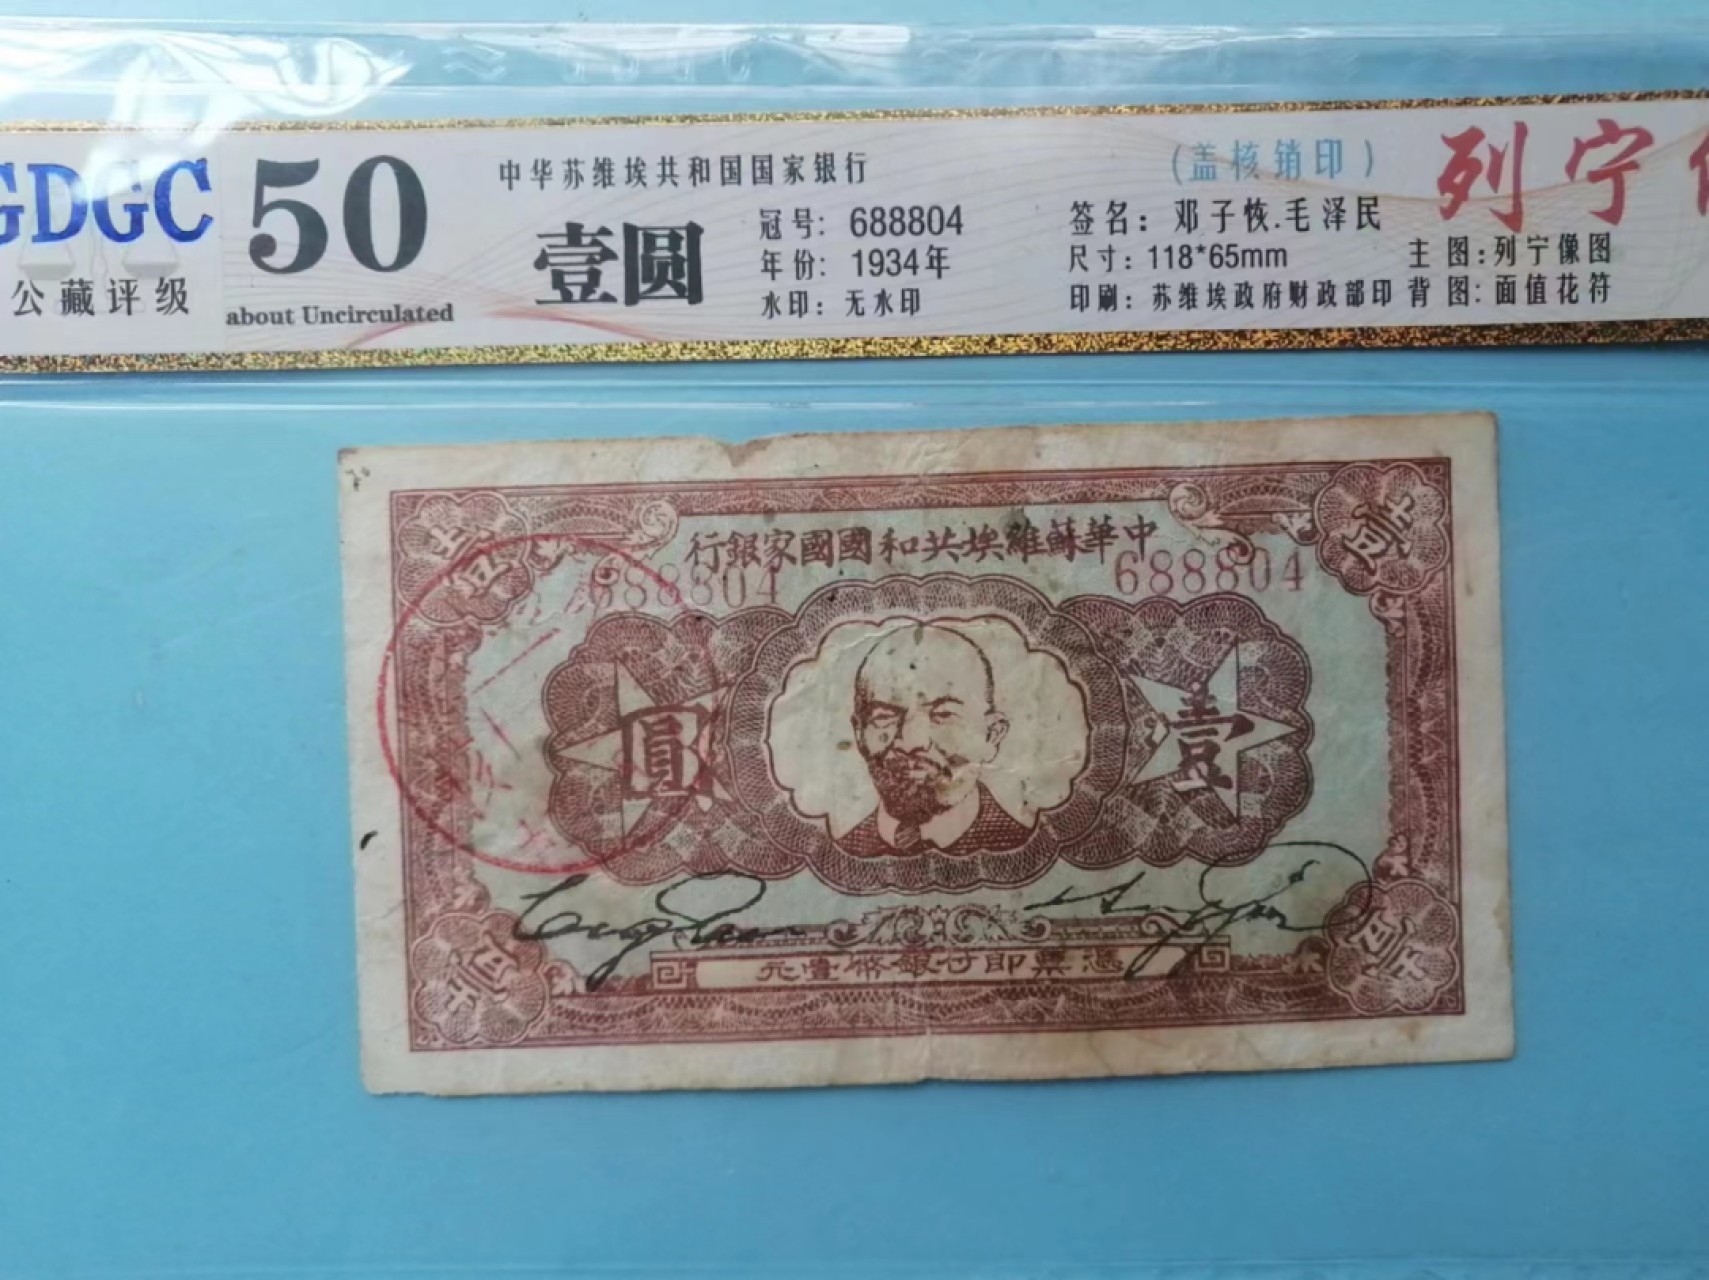 GDGC
公藏评级
50
about Uncirculated
中华苏维埃共和国国家银行
壹圆
冠号: 688804
年份: 1934年
水印: 无水印
(盖核销印)
签名: 邓子恢.毛泽民
尺寸: 118*65mm
印刷: 苏维埃政府财政部印
列宁
主图:列宁像图
背图:面值花符
行銀家國國和共埃維蘇華中
688804
688804
圓
壹
元壹幣銀付即票憑